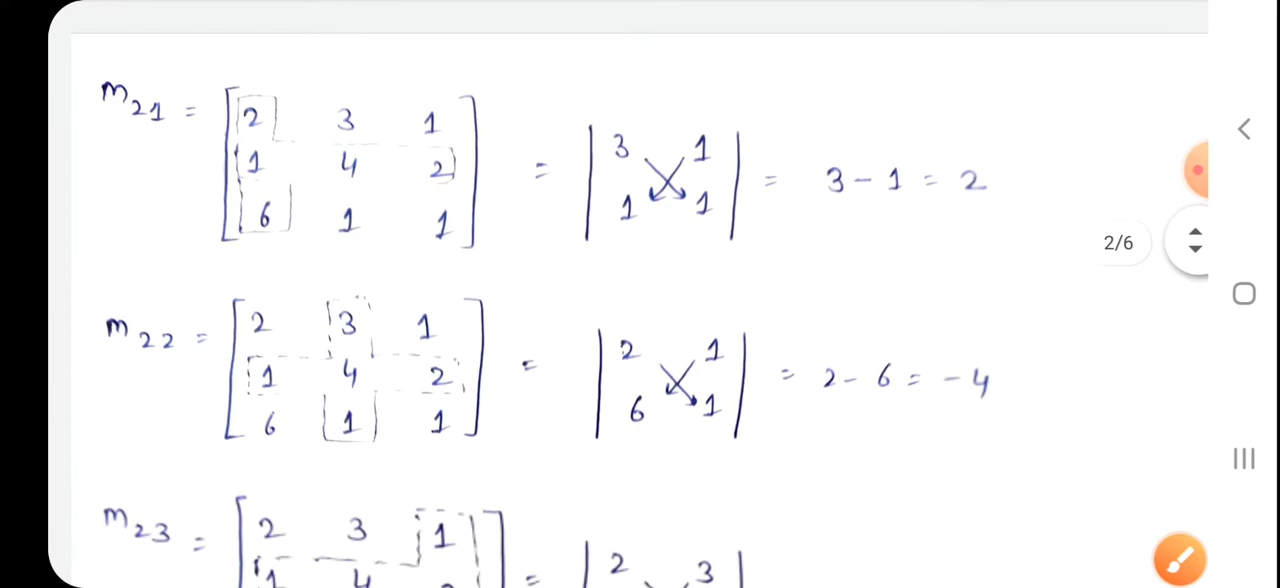 m21 = [ 2 3 1 = | 3 1 | = 3 - 1 = 2
1 4 2
6 1 1 ] 1 1
2/6
m22 = [ 2 3 1 = | 2 1 | = 2 - 6 = -4
1 4 2
6 1 1 ] 6 1
m23 = [ 2 3 1 ] = | 2 3 |
1 4